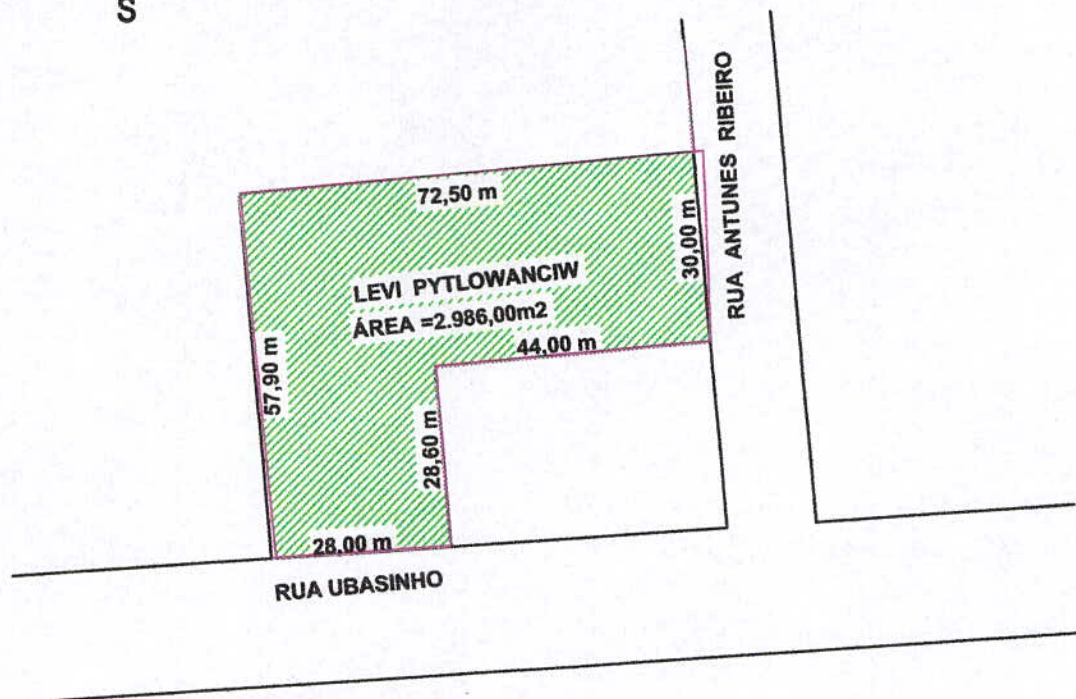 S
RUA ANTUNES RIBEIRO
72,50 m
30,00 m
LEVI PYTLOWANCIW
ÁREA =2.986,00m2
44,00 m
57,90 m
28,60 m
28,00 m
RUA UBASINHO